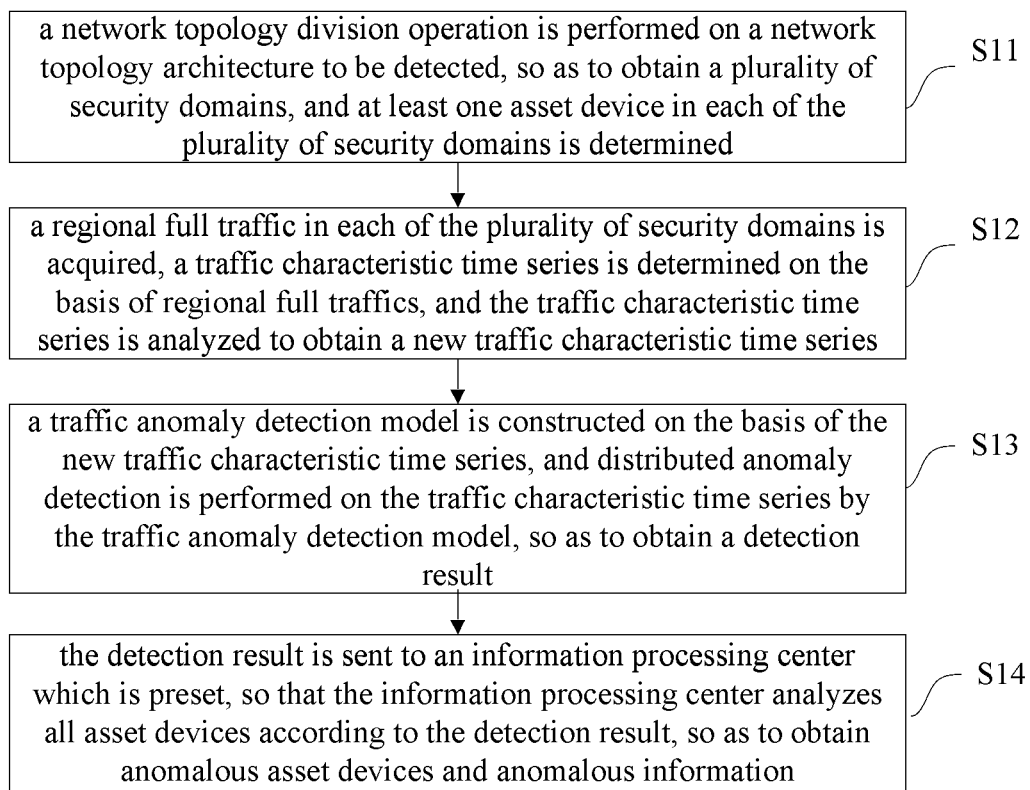 a network topology division operation is performed on a network
topology architecture to be detected, so as to obtain a plurality of
security domains, and at least one asset device in each of the
plurality of security domains is determined
S11
a regional full traffic in each of the plurality of security domains is
acquired, a traffic characteristic time series is determined on the
basis of regional full traffics, and the traffic characteristic time
series is analyzed to obtain a new traffic characteristic time series
S12
a traffic anomaly detection model is constructed on the basis of the
new traffic characteristic time series, and distributed anomaly
detection is performed on the traffic characteristic time series by
the traffic anomaly detection model, so as to obtain a detection
result
S13
the detection result is sent to an information processing center
which is preset, so that the information processing center analyzes
all asset devices according to the detection result, so as to obtain
anomalous asset devices and anomalous information
S14